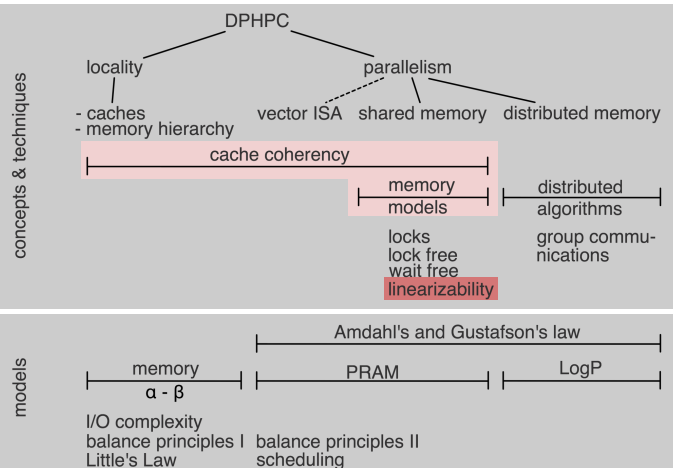 DPHPC
locality
parallelism
- caches
- memory hierarchy
vector ISA
shared memory
distributed memory
cache coherency
memory
models
distributed
algorithms
locks
lock free
wait free
linearizability
group commu-
nications
concepts & techniques
Amdahl's and Gustafson's law
memory
α - β
PRAM
LogP
I/O complexity
balance principles I
Little's Law
balance principles II
scheduling
models